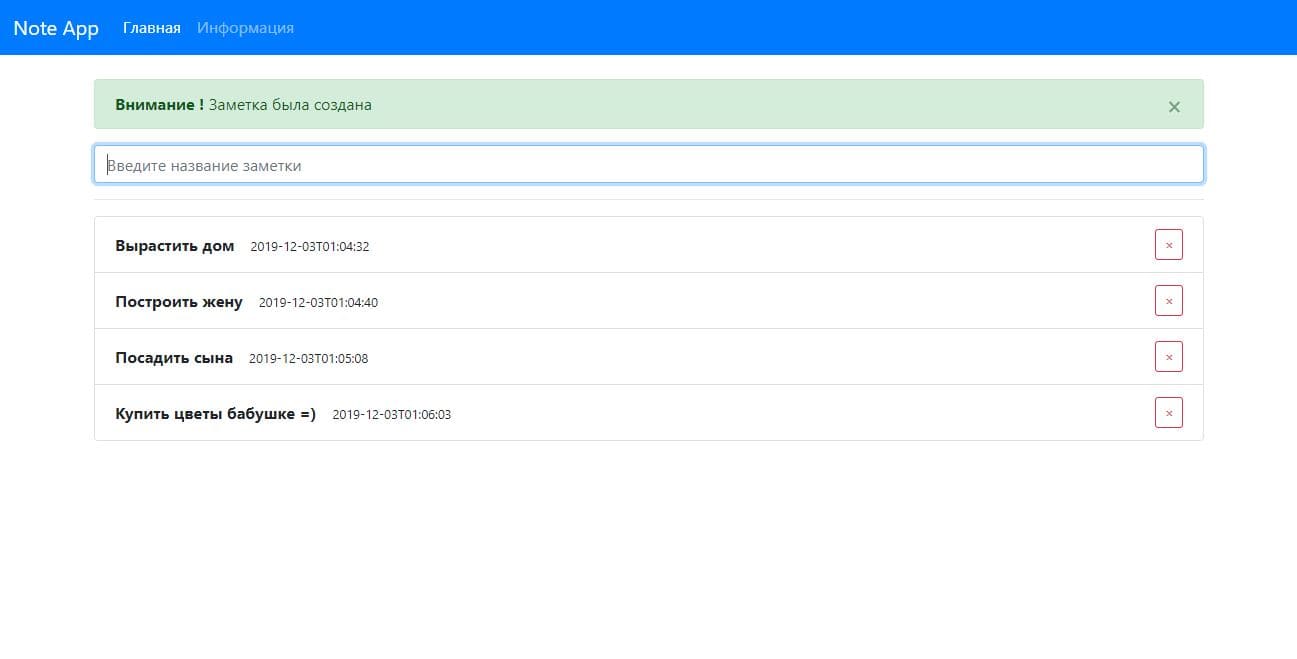 Note App Главная Информация
Внимание ! Заметка была создана ×
Введите название заметки
Вырастить дом 2019-12-03T01:04:32 ×
Построить жену 2019-12-03T01:04:40 ×
Посадить сына 2019-12-03T01:05:08 ×
Купить цветы бабушке =) 2019-12-03T01:06:03 ×